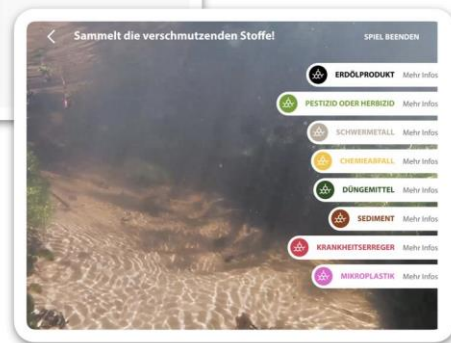 Sammelt die verschmutzenden Stoffe!
SPIEL BEENDEN
ERDÖLPRODUKT Mehr Infos
PESTIZID ODER HERBIZID Mehr Infos
SCHWERMETALL Mehr Infos
CHEMIEABFALL Mehr Infos
DÜNGEMITTEL Mehr Infos
SEDIMENT Mehr Infos
KRANKHEITSERREGER Mehr Infos
MIKROPLASTIK Mehr Infos